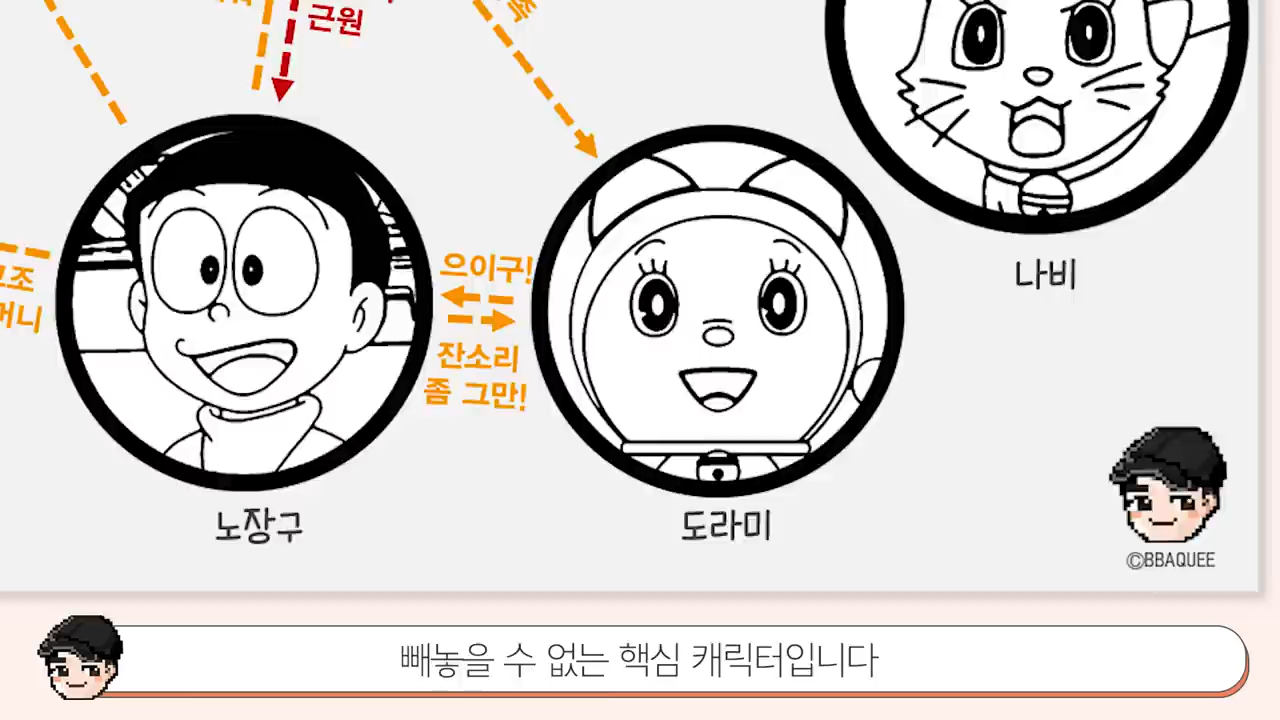 근원
으이구!
잔소리
좀 그만!
나비
노장구
도라미
©BBAQUEE
빼놓을 수 없는 핵심 캐릭터입니다